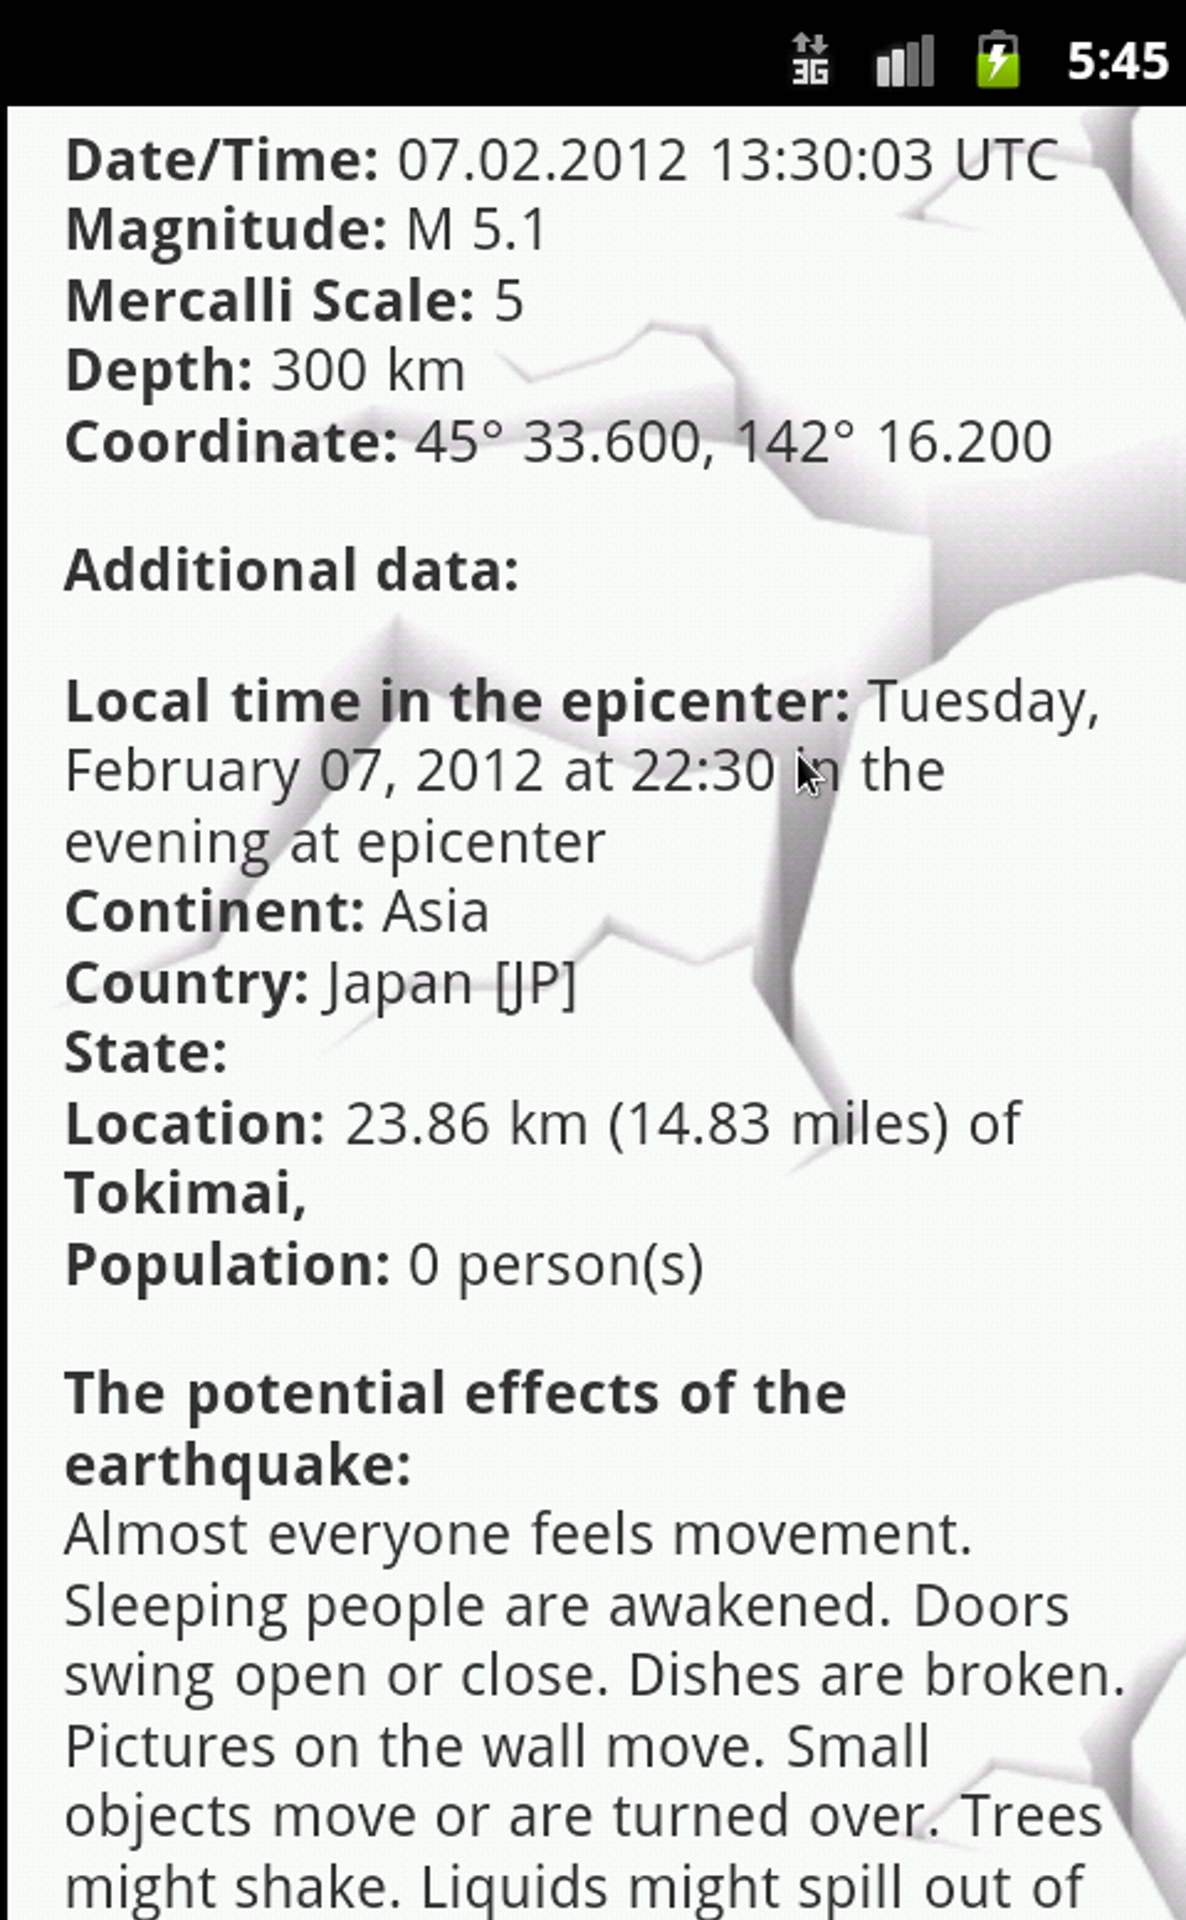 3G 5:45
Date/Time: 07.02.2012 13:30:03 UTC
Magnitude: M 5.1
Mercalli Scale: 5
Depth: 300 km
Coordinate: 45° 33.600, 142° 16.200
Additional data:
Local time in the epicenter: Tuesday,
February 07, 2012 at 22:30 in the
evening at epicenter
Continent: Asia
Country: Japan [JP]
State:
Location: 23.86 km (14.83 miles) of
Tokimai,
Population: 0 person(s)
The potential effects of the
earthquake:
Almost everyone feels movement.
Sleeping people are awakened. Doors
swing open or close. Dishes are broken.
Pictures on the wall move. Small
objects move or are turned over. Trees
might shake. Liquids might spill out of